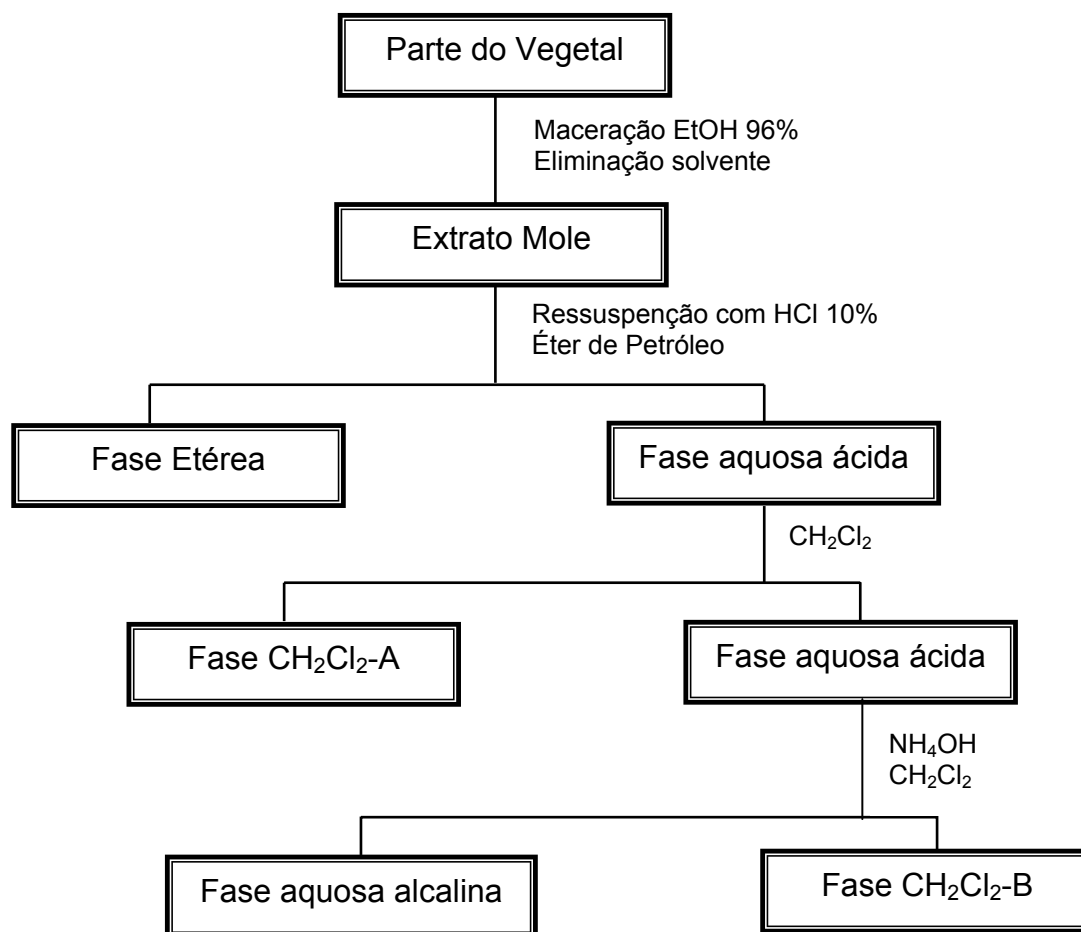 Parte do Vegetal
Maceração EtOH 96%
Eliminação solvente
Extrato Mole
Ressuspenção com HCl 10%
Éter de Petróleo
Fase Etérea
Fase aquosa ácida
CH₂Cl₂
Fase CH₂Cl₂-A
Fase aquosa ácida
NH₄OH
CH₂Cl₂
Fase aquosa alcalina
Fase CH₂Cl₂-B